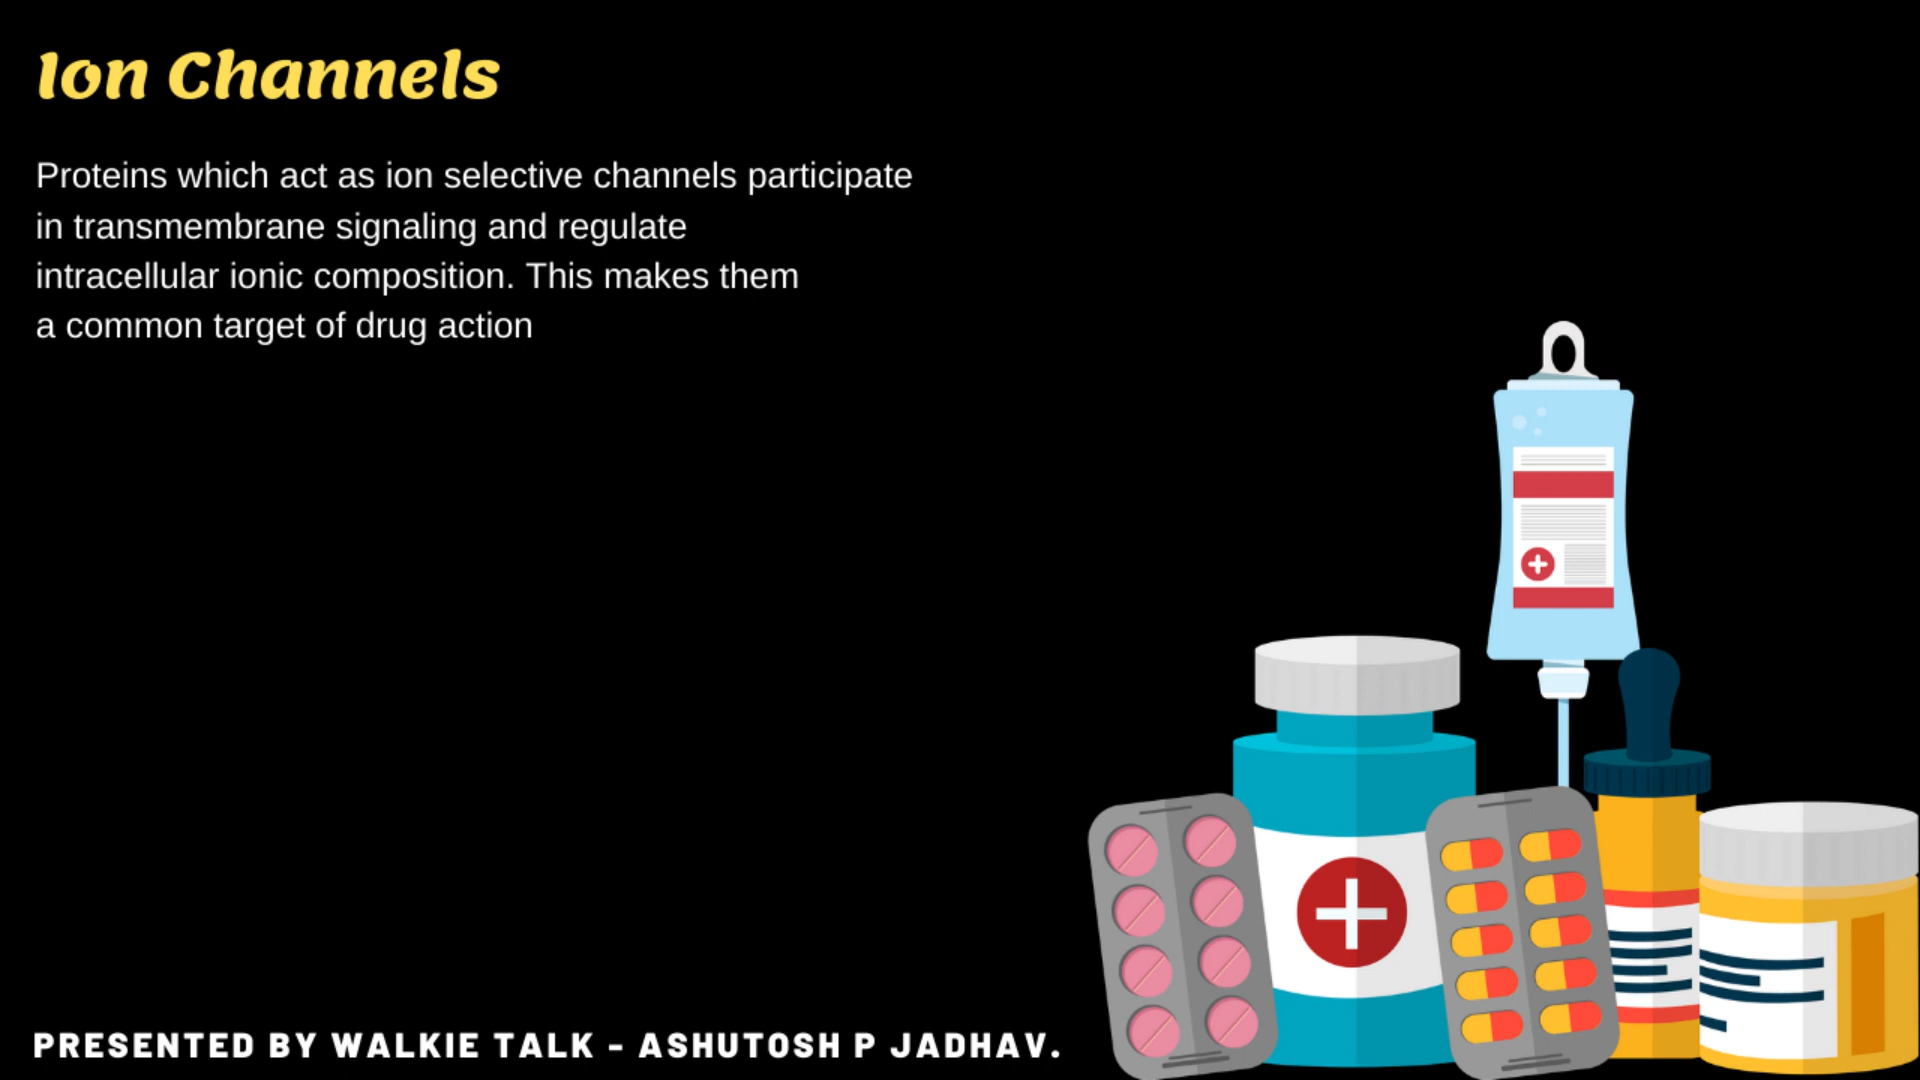 Ion Channels
Proteins which act as ion selective channels participate
in transmembrane signaling and regulate
intracellular ionic composition. This makes them
a common target of drug action
PRESENTED BY WALKIE TALK - ASHUTOSH P JADHAV.